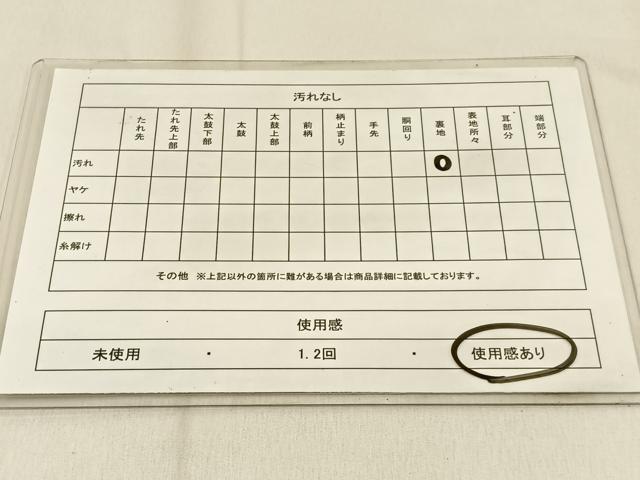 汚れなし
たれ先 たれ先上部 太鼓下部 太鼓 太鼓上部 前柄 柄止まり 手先 胴回り 裏地 表地所々 耳部分 端部分
汚れ O
ヤケ
擦れ
糸解け
その他 ※上記以外の箇所に難がある場合は商品詳細に記載しております。
使用感
未使用 ・ 1.2回 ・ 使用感あり